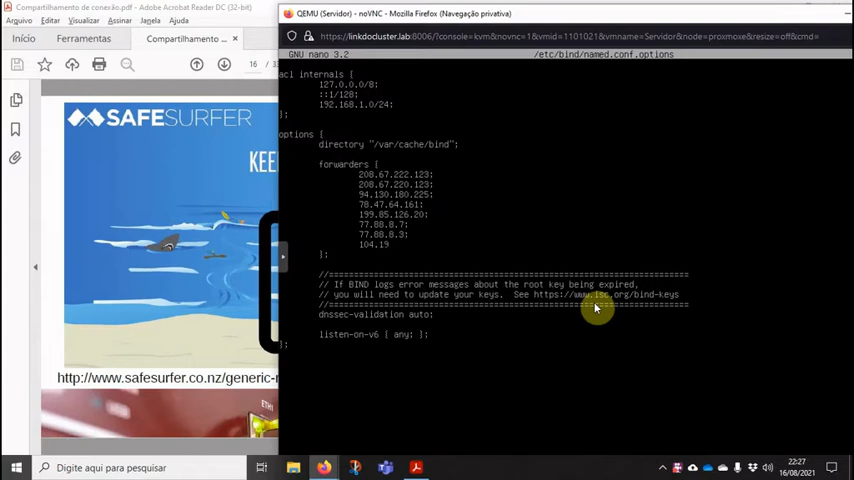 Compartilhamento de conexão.pdf - Adobe Acrobat Reader DC (32-bit)
Arquivo Editar Visualizar Assinar Janela Ajuda
Início Ferramentas Compartilhamento ... ×
16
SAFESURFER
http://www.safesurfer.co.nz/generic-
ETHI
QEMU (Servidor) - noVNC - Mozilla Firefox (Navegação privativa)
https://linkdocluster.lab:8006/?console=kvm&novnc=1&vmid=1101021&vmname=Servidor&node=proxmoxe&resize=off&cmd=
GNU nano 3.2 /etc/bind/named.conf.options
acl internals {
127.0.0.0/8;
::1/128;
192.168.1.0/24;
};
options {
directory "/var/cache/bind";
forwarders {
208.67.222.123;
208.67.220.123;
94.130.180.225;
78.47.64.161;
199.85.126.20;
77.88.8.7;
77.88.8.3;
104.19
};
//========================================================================
// If BIND logs error messages about the root key being expired,
// you will need to update your keys. See https://www.isc.org/bind-keys
//========================================================================
dnssec-validation auto;
listen-on-v6 { any; };
};
Digite aqui para pesquisar
22:27
16/08/2021